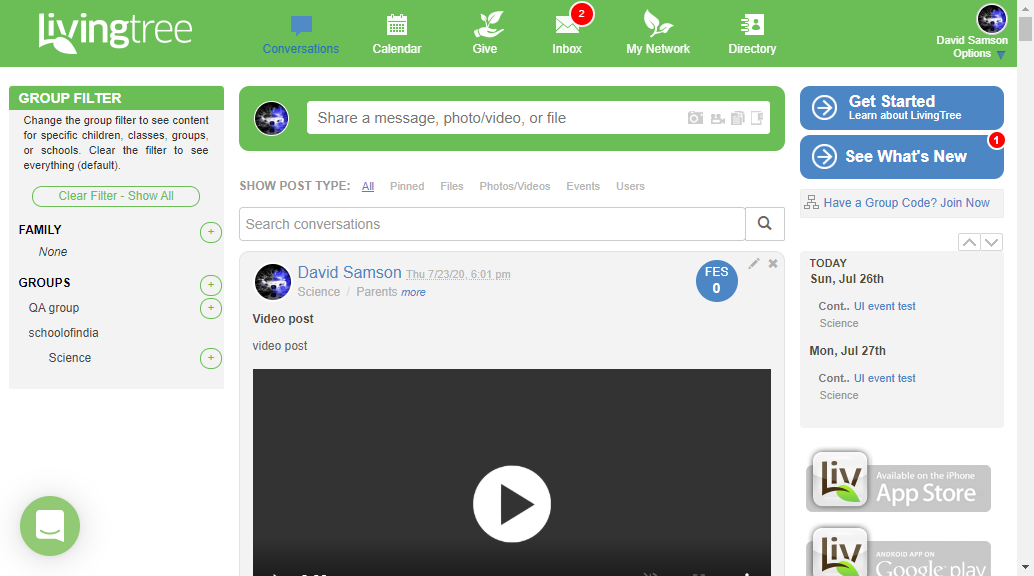 livingtree
Conversations
Calendar
Give
2
Inbox
My Network
Directory
David Samson
Options
GROUP FILTER
Change the group filter to see content
for specific children, classes, groups,
or schools. Clear the filter to see
everything (default).
Clear Filter - Show All
FAMILY
+
None
GROUPS
+
QA group
+
schoolofindia
Science
+
Share a message, photo/video, or file
SHOW POST TYPE: All Pinned Files Photos/Videos Events Users
Search conversations
David Samson Thu 7/23/20, 6:01 pm
Science / Parents more
FES
0
Video post
video post
Get Started
Learn about LivingTree
1
See What's New
Have a Group Code? Join Now
TODAY
Sun, Jul 26th
Cont.. UI event test
Science
Mon, Jul 27th
Cont.. UI event test
Science
Liv
Available on the iPhone
App Store
Liv
ANDROID APP ON
Google play